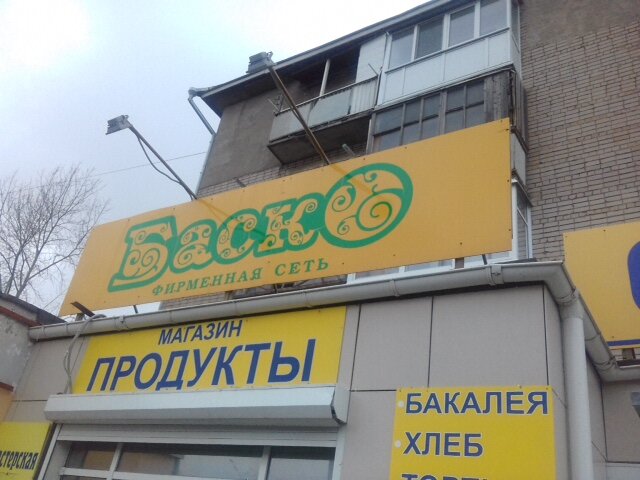 Баско
ФИРМЕННАЯ СЕТЬ
МАГАЗИН
ПРОДУКТЫ
БАКАЛЕЯ
ХЛЕБ